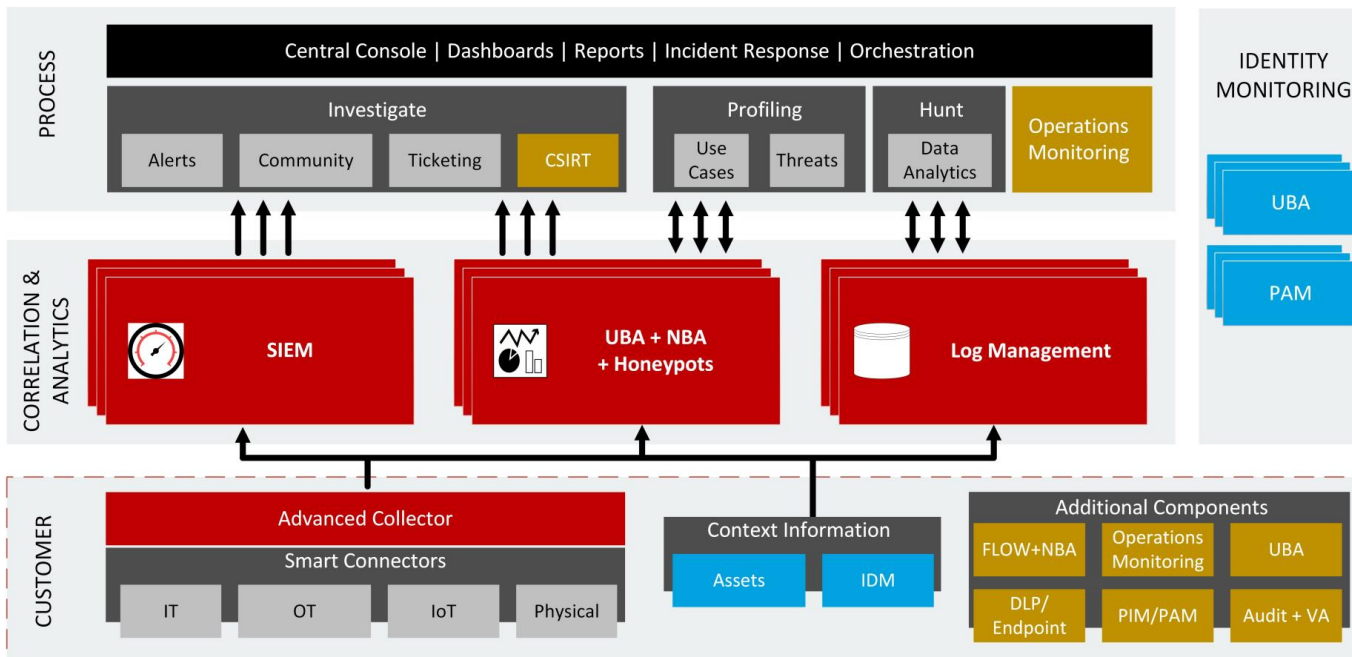 PROCESS
Central Console | Dashboards | Reports | Incident Response | Orchestration
Investigate
Alerts
Community
Ticketing
CSIRT
Profiling
Use
Cases
Threats
Hunt
Data
Analytics
Operations
Monitoring
IDENTITY
MONITORING
UBA
PAM
CORRELATION &
ANALYTICS
SIEM
UBA + NBA
+ Honeypots
Log Management
CUSTOMER
Advanced Collector
Smart Connectors
IT
OT
IoT
Physical
Context Information
Assets
IDM
Additional Components
FLOW+NBA
Operations
Monitoring
UBA
DLP/
Endpoint
PIM/PAM
Audit + VA